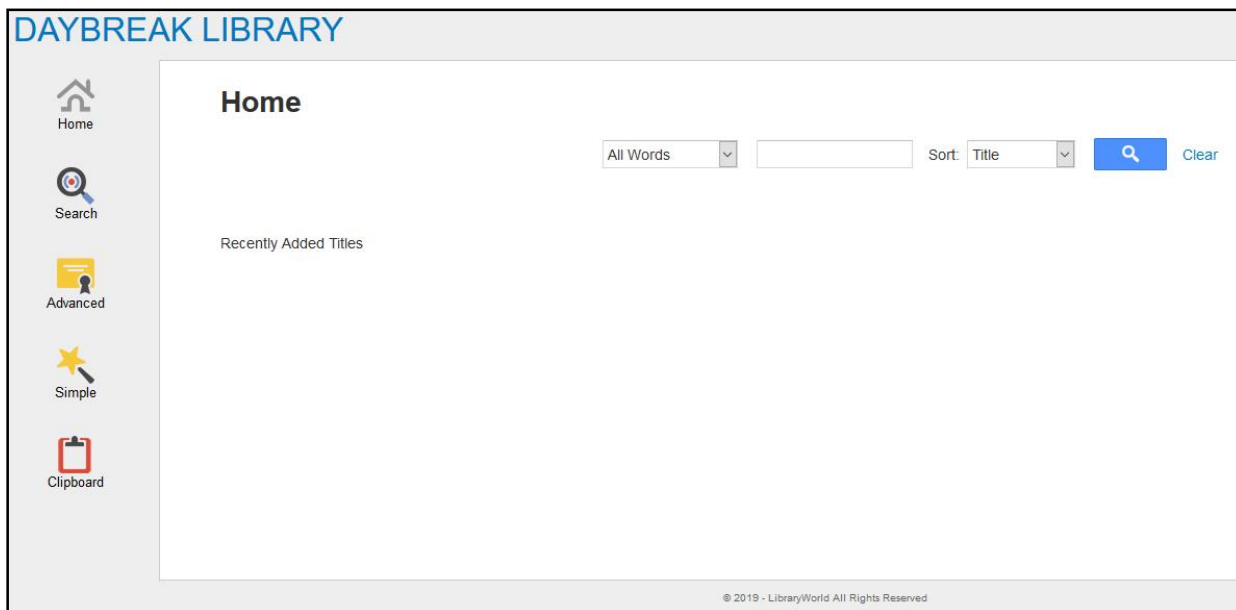 DAYBREAK LIBRARY
Home
Search
Advanced
Simple
Clipboard
Home
All Words Sort: Title Clear
Recently Added Titles
© 2019 - LibraryWorld All Rights Reserved